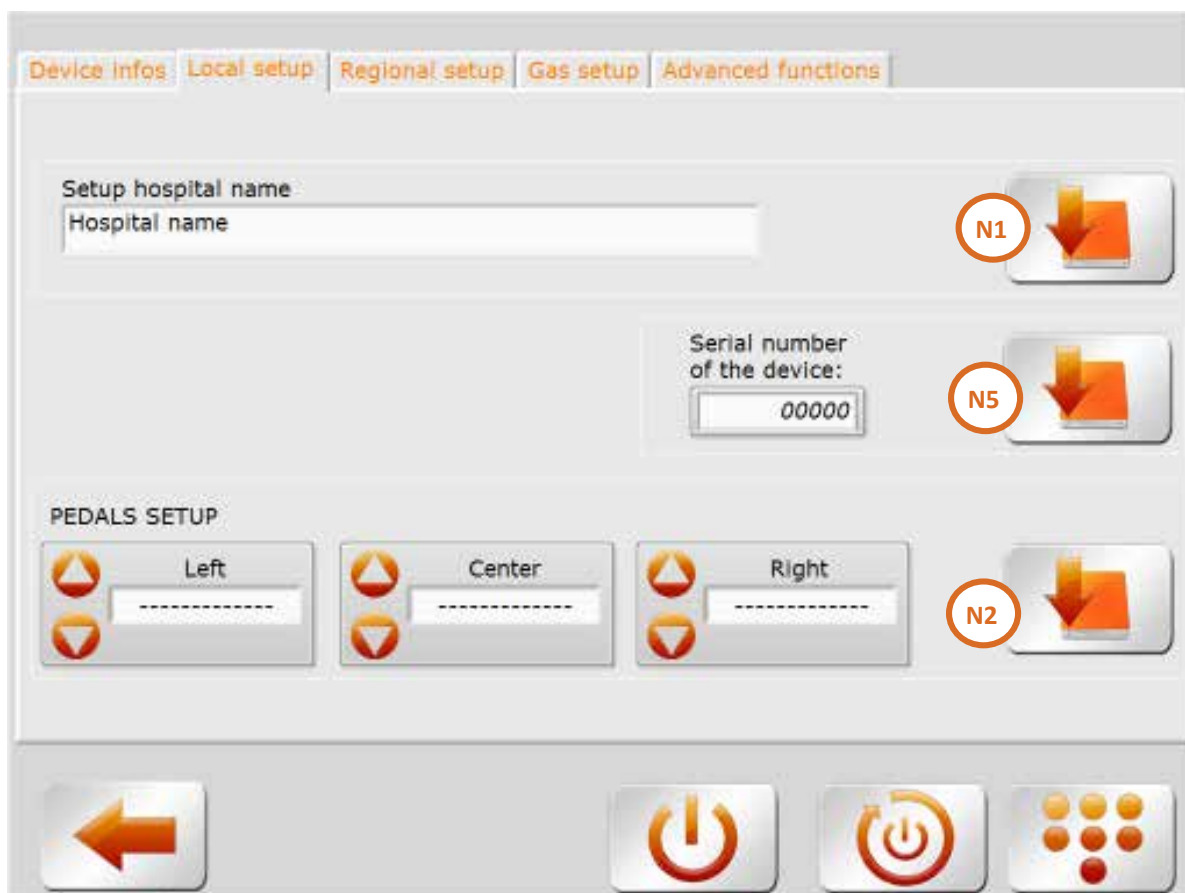 Device infos Local setup Regional setup Gas setup Advanced functions
Setup hospital name
Hospital name
N1
Serial number
of the device:
00000
N5
PEDALS SETUP
Left Center Right
------------- ------------- -------------
N2